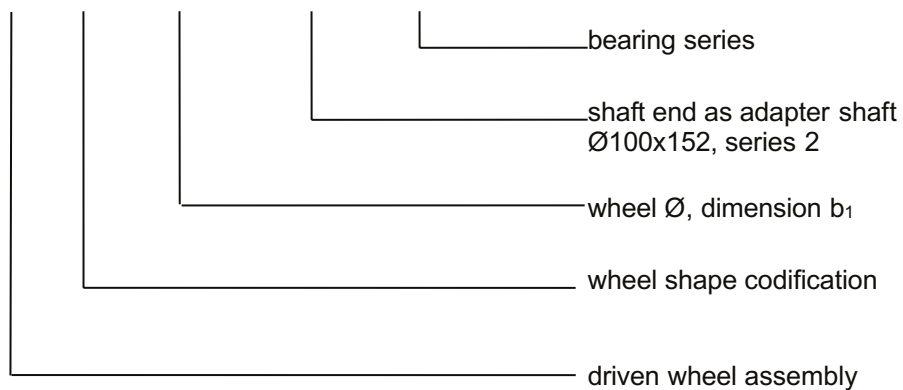 bearing series
shaft end as adapter shaft
Ø100x152, series 2
wheel Ø, dimension b₁
wheel shape codification
driven wheel assembly